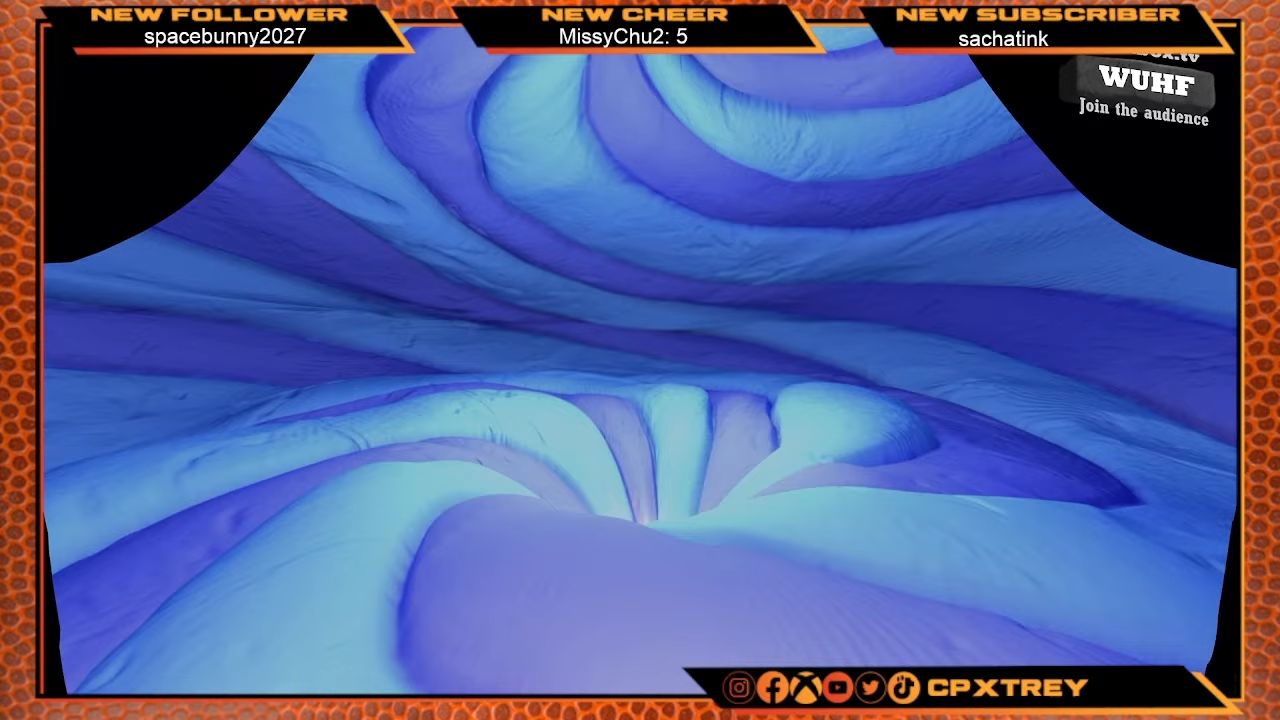 NEW FOLLOWER
spacebunny2027
NEW CHEER
MissyChu2: 5
NEW SUBSCRIBER
sachatink
WUHF
Join the audience
CPXTREY